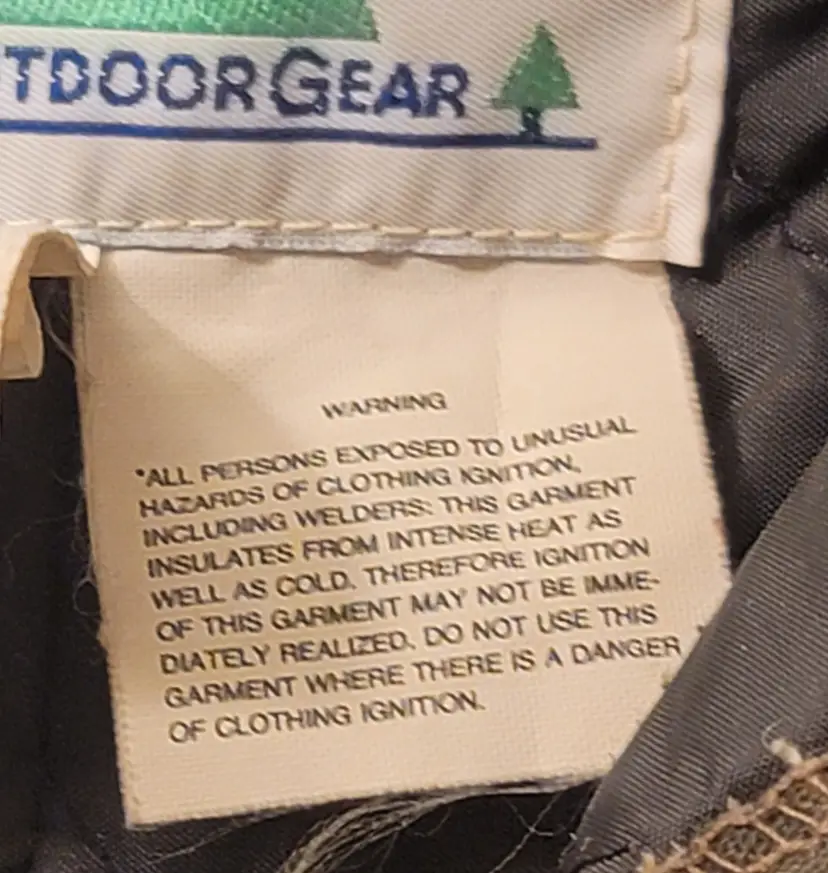 TDOORGEAR
WARNING
*ALL PERSONS EXPOSED TO UNUSUAL
HAZARDS OF CLOTHING IGNITION,
INCLUDING WELDERS: THIS GARMENT
INSULATES FROM INTENSE HEAT AS
WELL AS COLD. THEREFORE IGNITION
OF THIS GARMENT MAY NOT BE IMME-
DIATELY REALIZED. DO NOT USE THIS
GARMENT WHERE THERE IS A DANGER
OF CLOTHING IGNITION.